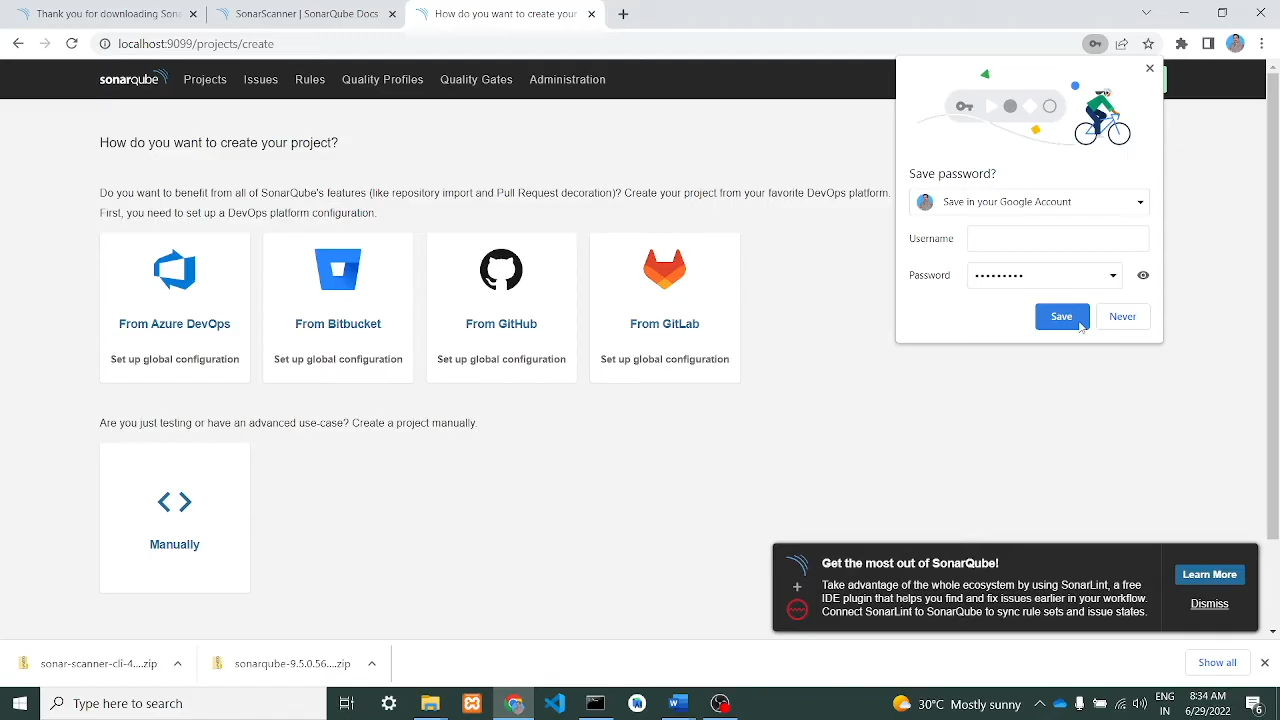 Thank you for downloading Sona
SonarScanner | SonarQube Docs
How do you want to create your
localhost:9099/projects/create
sonarqube
Projects
Issues
Rules
Quality Profiles
Quality Gates
Administration
How do you want to create your project?
Do you want to benefit from all of SonarQube's features (like repository import and Pull Request decoration)? Create your project from your favorite DevOps platform.
First, you need to set up a DevOps platform configuration.
From Azure DevOps
Set up global configuration
From Bitbucket
Set up global configuration
From GitHub
Set up global configuration
From GitLab
Set up global configuration
Are you just testing or have an advanced use-case? Create a project manually.
Manually
Save password?
Save in your Google Account
Username
Password
•••••••••
Save
Never
Get the most out of SonarQube!
Take advantage of the whole ecosystem by using SonarLint, a free
IDE plugin that helps you find and fix issues earlier in your workflow.
Connect SonarLint to SonarQube to sync rule sets and issue states.
Learn More
Dismiss
sonar-scanner-cli-4....zip
sonarqube-9.5.0.56....zip
Show all
Type here to search
30°C Mostly sunny
ENG
IN
8:34 AM
6/29/2022
6